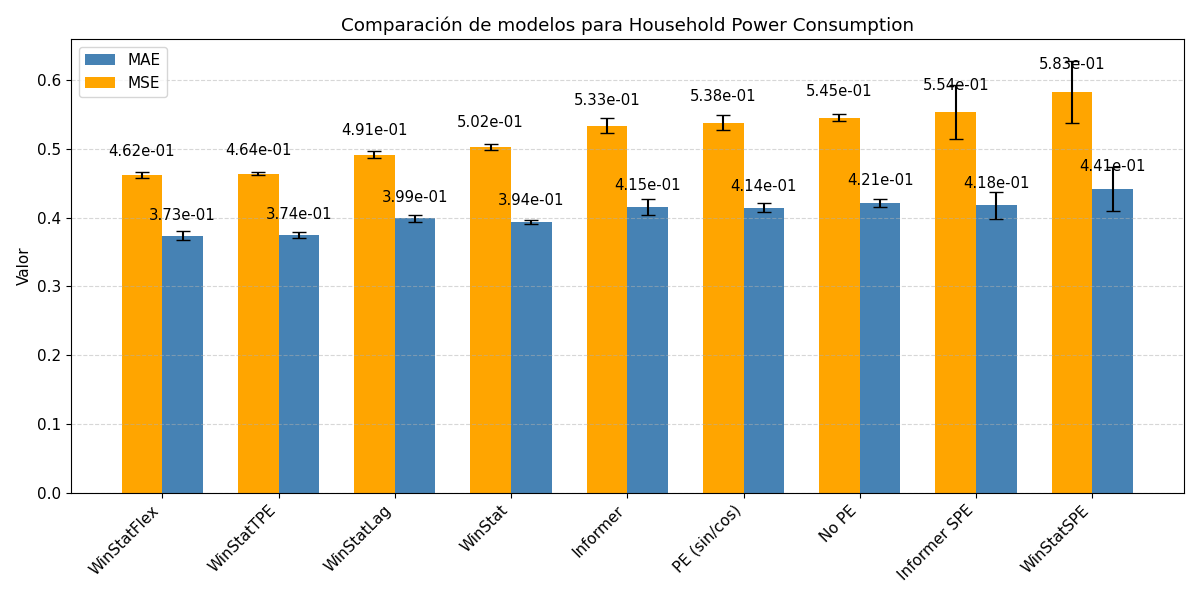 Comparación de modelos para Household Power Consumption
MAE
MSE
Valor
0.6
0.5
0.4
0.3
0.2
0.1
0.0
4.62e-01
3.73e-01
4.64e-01
3.74e-01
4.91e-01
3.99e-01
5.02e-01
3.94e-01
5.33e-01
4.15e-01
5.38e-01
4.14e-01
5.45e-01
4.21e-01
5.54e-01
4.18e-01
5.83e-01
4.41e-01
WinStatFlex
WinStatTPE
WinStatLag
WinStat
Informer
PE (sin/cos)
No PE
Informer SPE
WinStatSPE